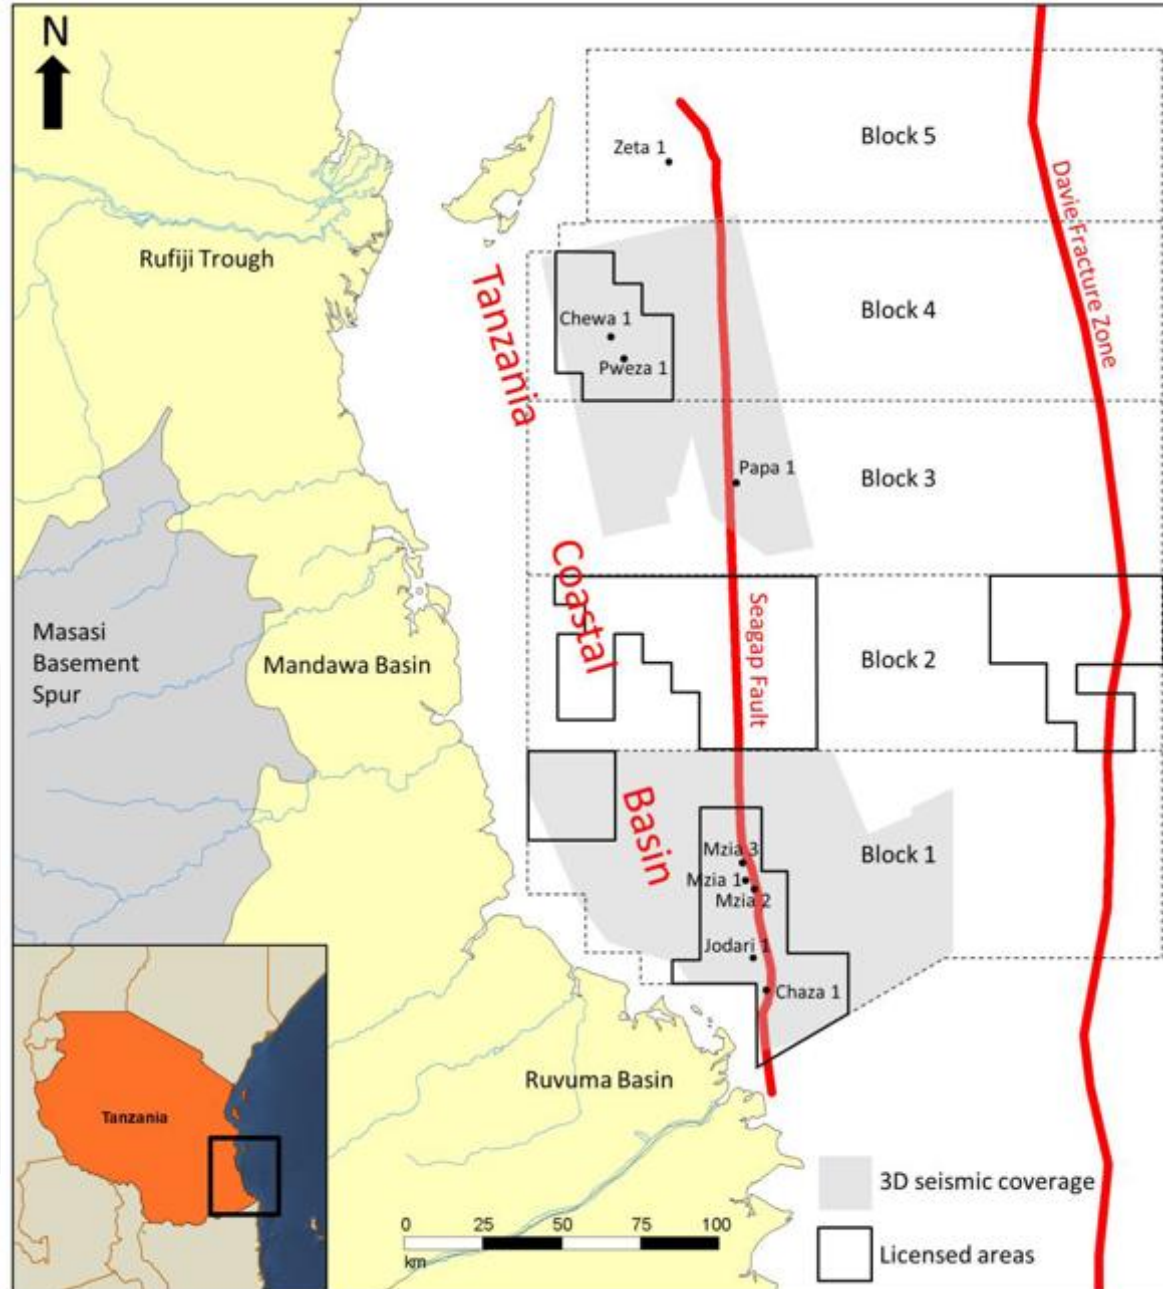 N
Zeta 1
Block 5
Davie Fracture Zone
Rufiji Trough
Tanzania
Chewa 1
Pweza 1
Block 4
Papa 1
Block 3
Coastal
Seagap Fault
Masasi
Basement
Spur
Mandawa Basin
Block 2
Basin
Mzia 3
Mzia 1
Mzia 2
Block 1
Jodari 1
Chaza 1
Ruvuma Basin
Tanzania
3D seismic coverage
0 25 50 75 100
km
Licensed areas